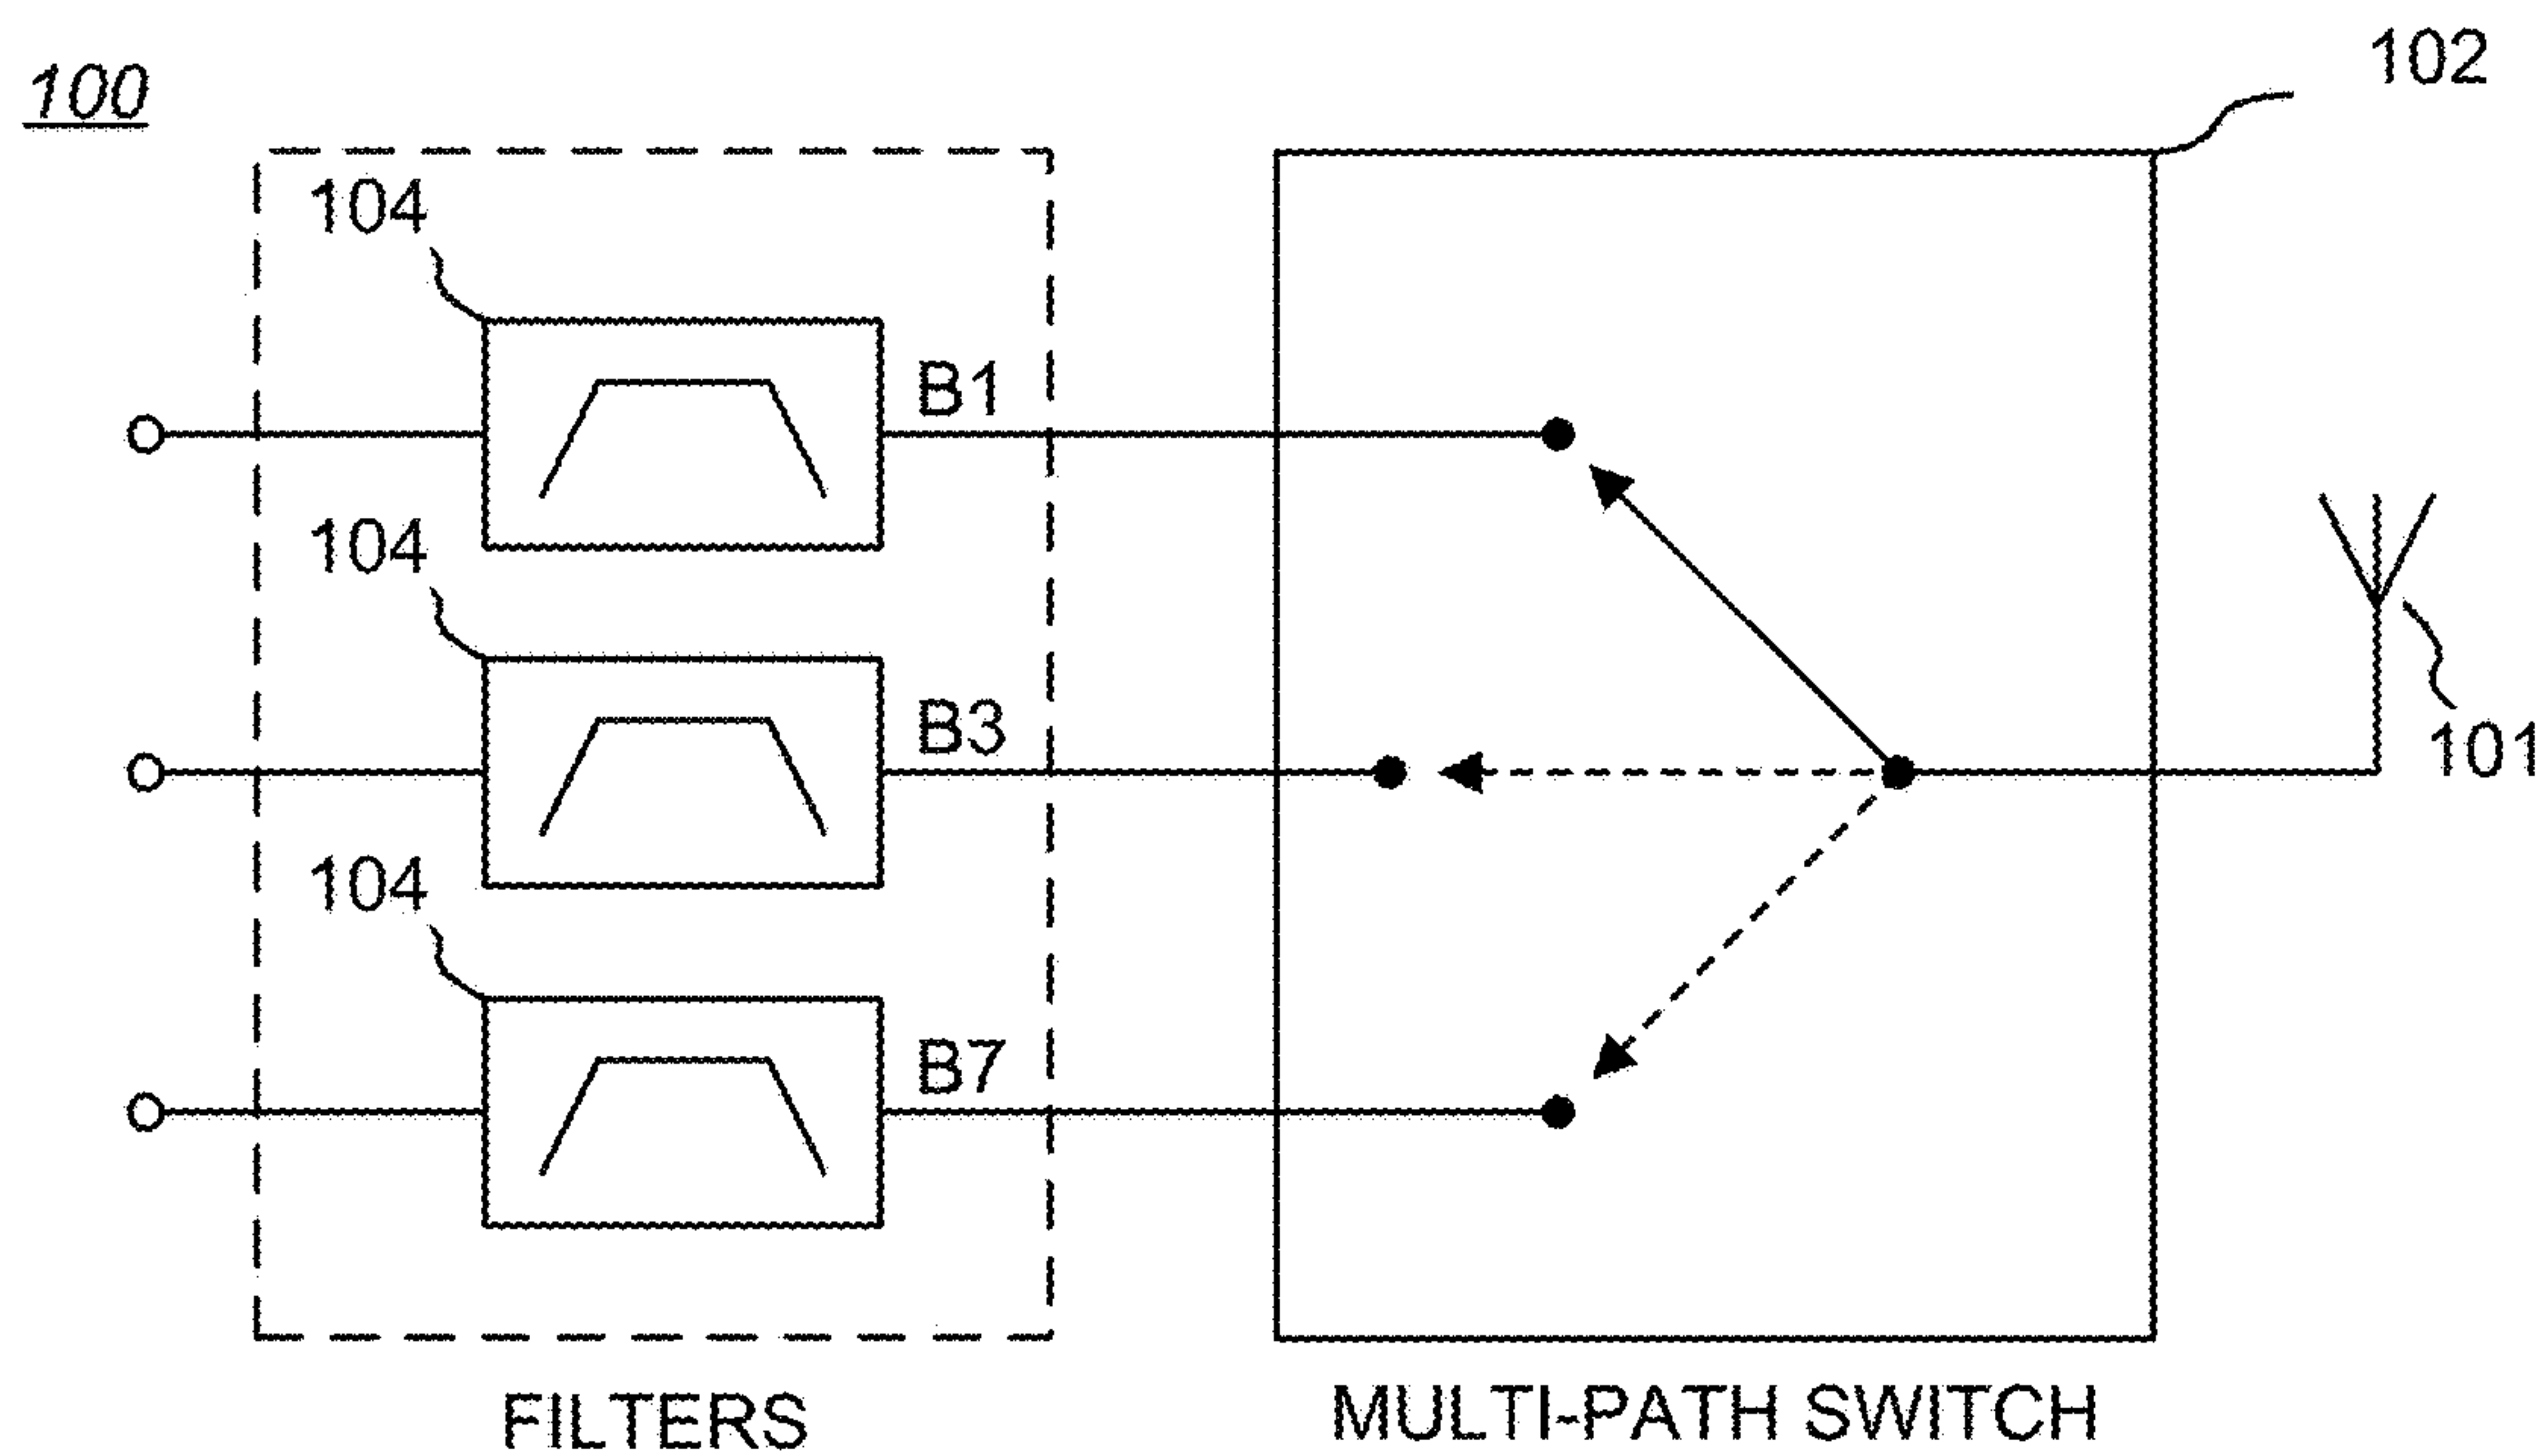 100
102
104
B1
104
B3
101
104
B7
FILTERS
MULTI-PATH SWITCH